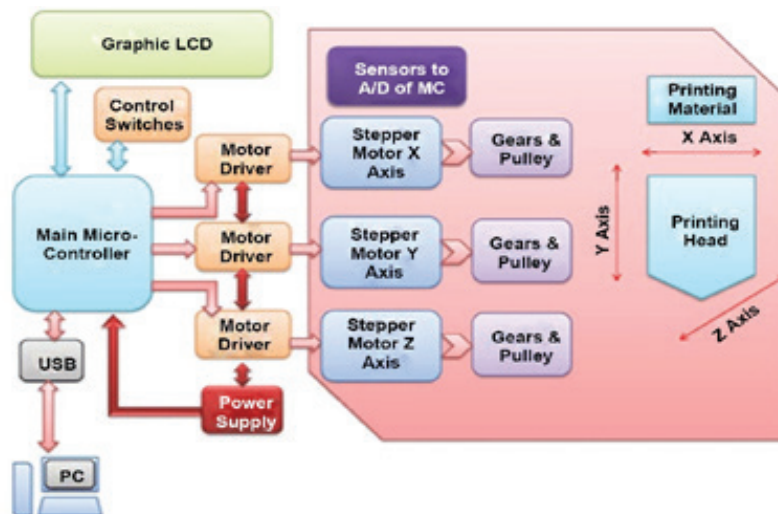 Graphic LCD
Control
Switches
Main Micro-
Controller
USB
PC
Motor
Driver
Motor
Driver
Motor
Driver
Power
Supply
Sensors to
A/D of MC
Stepper
Motor X
Axis
Gears &
Pulley
Stepper
Motor Y
Axis
Gears &
Pulley
Stepper
Motor Z
Axis
Gears &
Pulley
Printing
Material
X Axis
Y Axis
Printing
Head
Z Axis